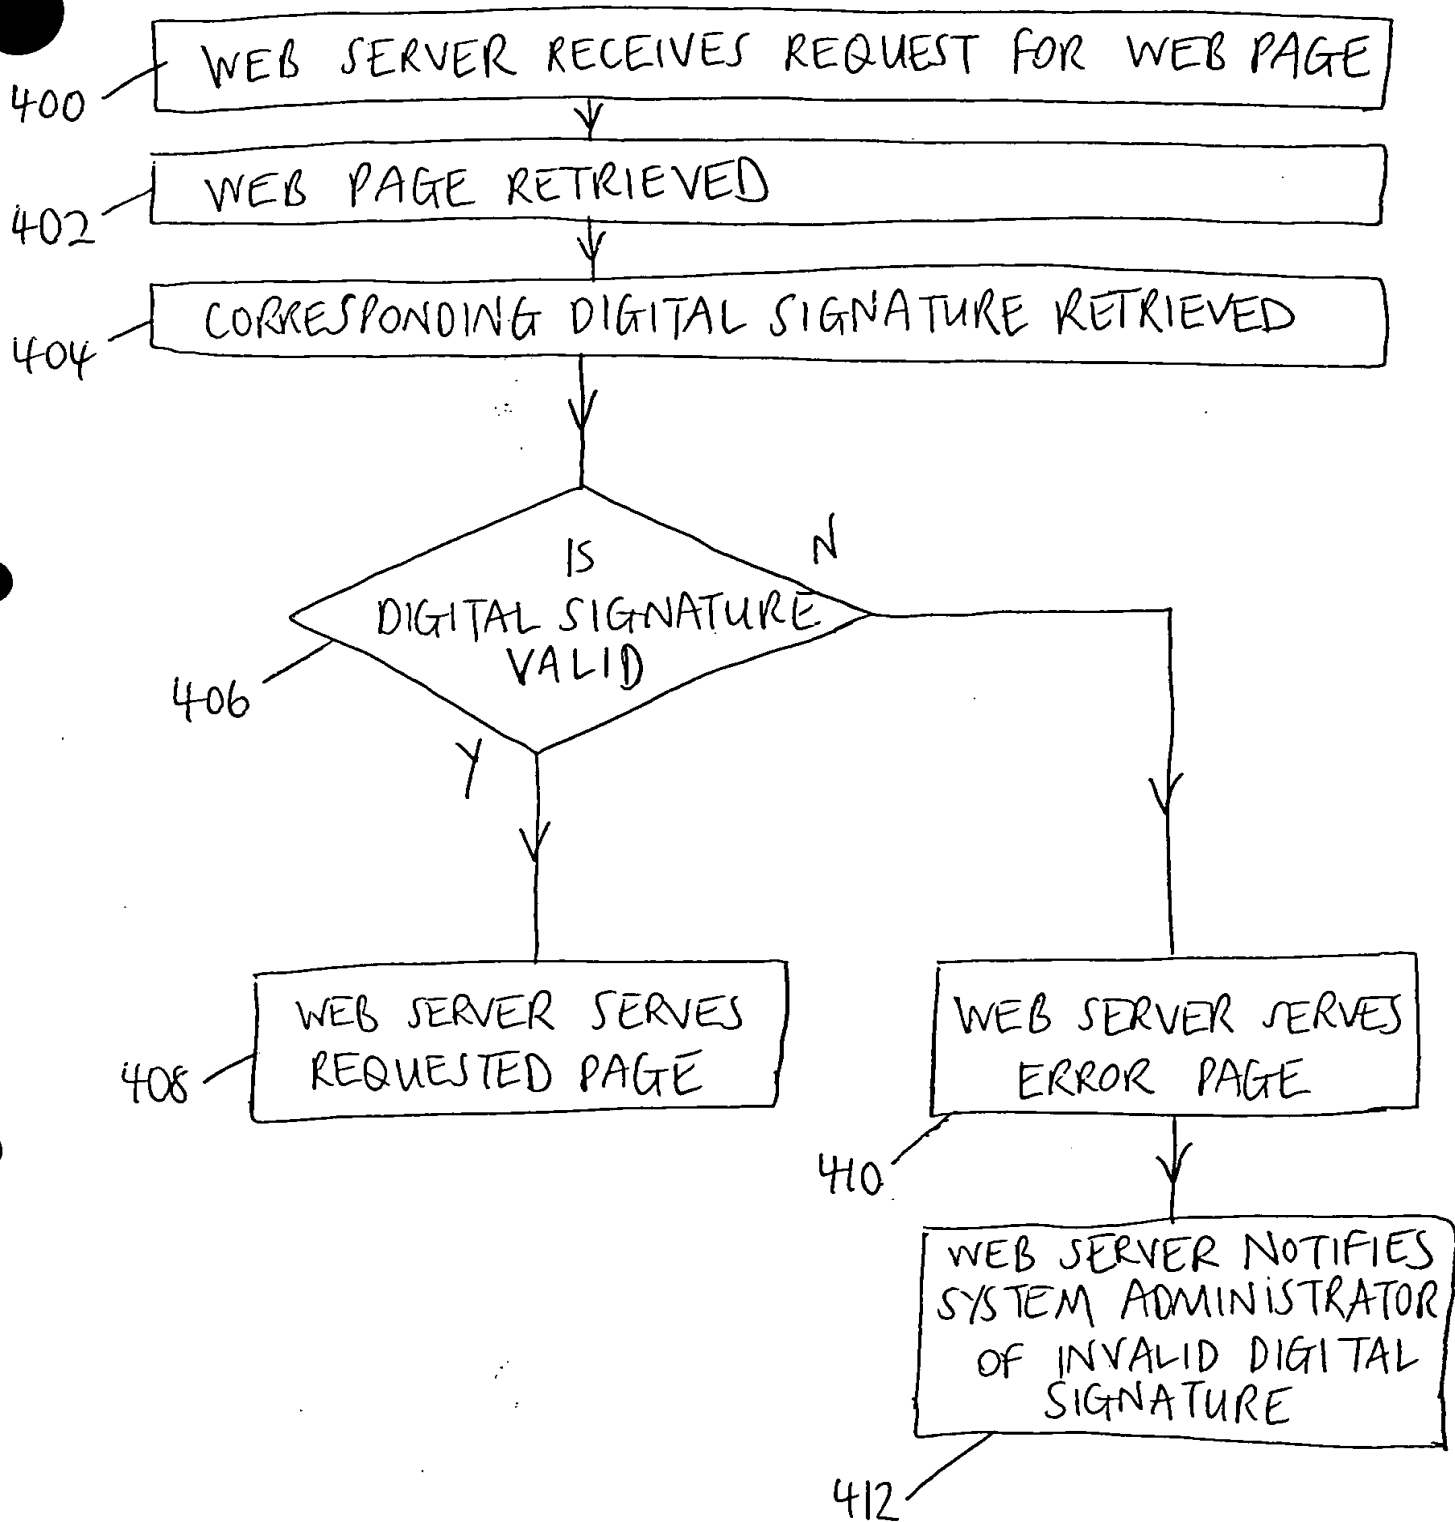 WEB SERVER RECEIVES REQUEST FOR WEB PAGE
400
WEB PAGE RETRIEVED
402
CORRESPONDING DIGITAL SIGNATURE RETRIEVED
404
IS
DIGITAL SIGNATURE
VALID
N
406
Y
WEB SERVER SERVES
REQUESTED PAGE
408
WEB SERVER SERVES
ERROR PAGE
410
WEB SERVER NOTIFIES
SYSTEM ADMINISTRATOR
OF INVALID DIGITAL
SIGNATURE
412